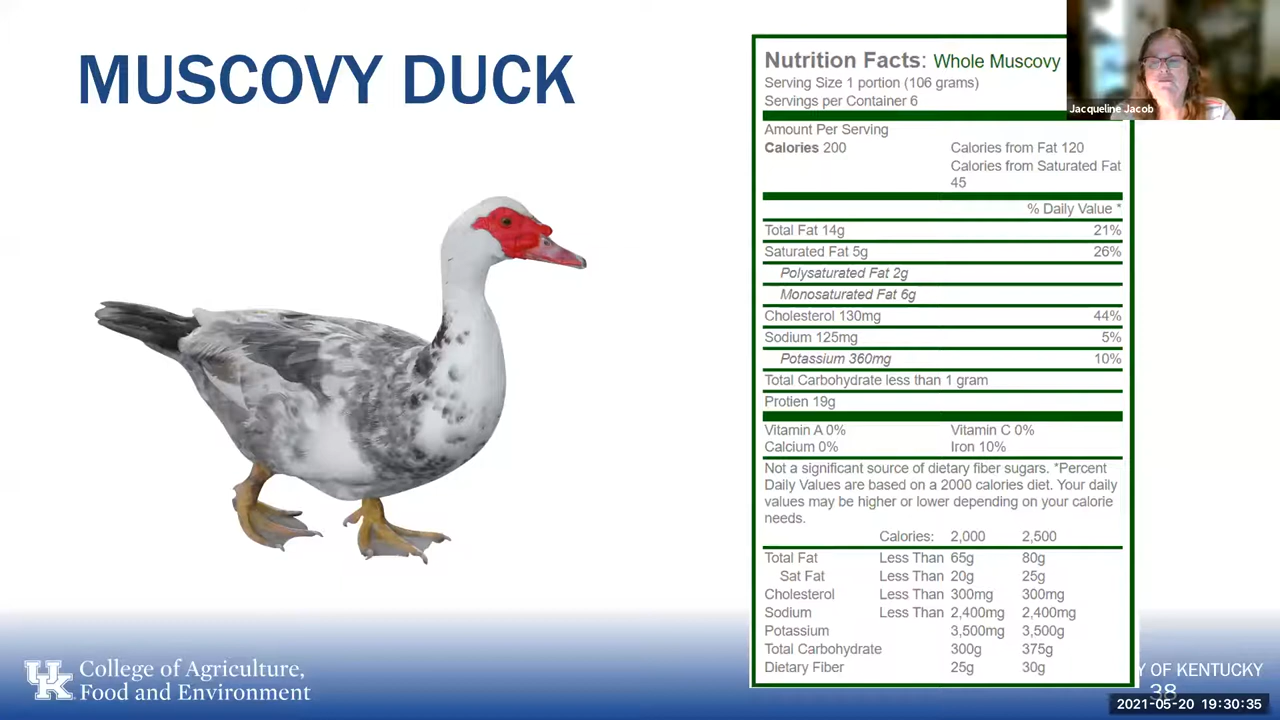 MUSCOVY DUCK
Nutrition Facts: Whole Muscovy
Serving Size 1 portion (106 grams)
Servings per Container 6
Amount Per Serving
Calories 200 Calories from Fat 120
Calories from Saturated Fat
45
% Daily Value *
Total Fat 14g 21%
Saturated Fat 5g 26%
Polysaturated Fat 2g
Monosaturated Fat 6g
Cholesterol 130mg 44%
Sodium 125mg 5%
Potassium 360mg 10%
Total Carbohydrate less than 1 gram
Protien 19g
Vitamin A 0% Vitamin C 0%
Calcium 0% Iron 10%
Not a significant source of dietary fiber sugars. *Percent
Daily Values are based on a 2000 calories diet. Your daily
values may be higher or lower depending on your calorie
needs.
Calories: 2,000 2,500
Total Fat Less Than 65g 80g
Sat Fat Less Than 20g 25g
Cholesterol Less Than 300mg 300mg
Sodium Less Than 2,400mg 2,400mg
Potassium 3,500mg 3,500g
Total Carbohydrate 300g 375g
Dietary Fiber 25g 30g
Jacqueline Jacob
UK College of Agriculture,
Food and Environment
Y OF KENTUCKY
38
2021-05-20 19:30:35